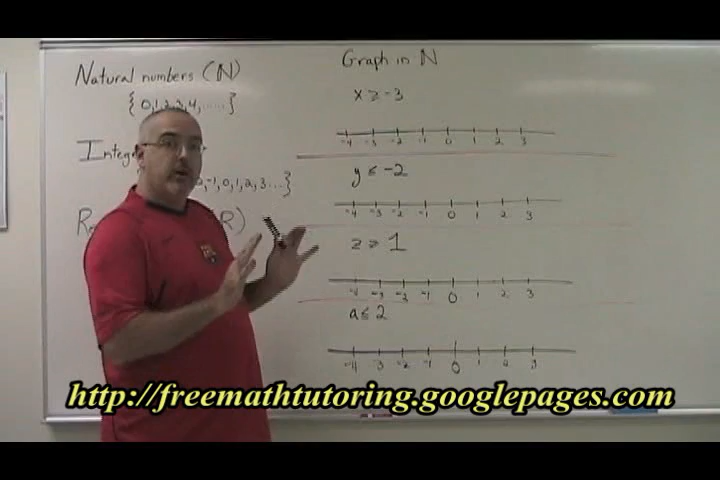 Natural numbers (ℕ)
{0,1,2,3,4,......}
-1,0,1,2,3....}
R)
Graph in ℕ
x ≥ -3
-4 -3 -2 -1 0 1 2 3
y ≤ -2
-4 -3 -2 -1 0 1 2 3
z ≥ 1
-4 -3 -2 -1 0 1 2 3
a ≤ 2
-4 -3 -2 -1 0 1 2 3
http://freemathtutoring.googlepages.com